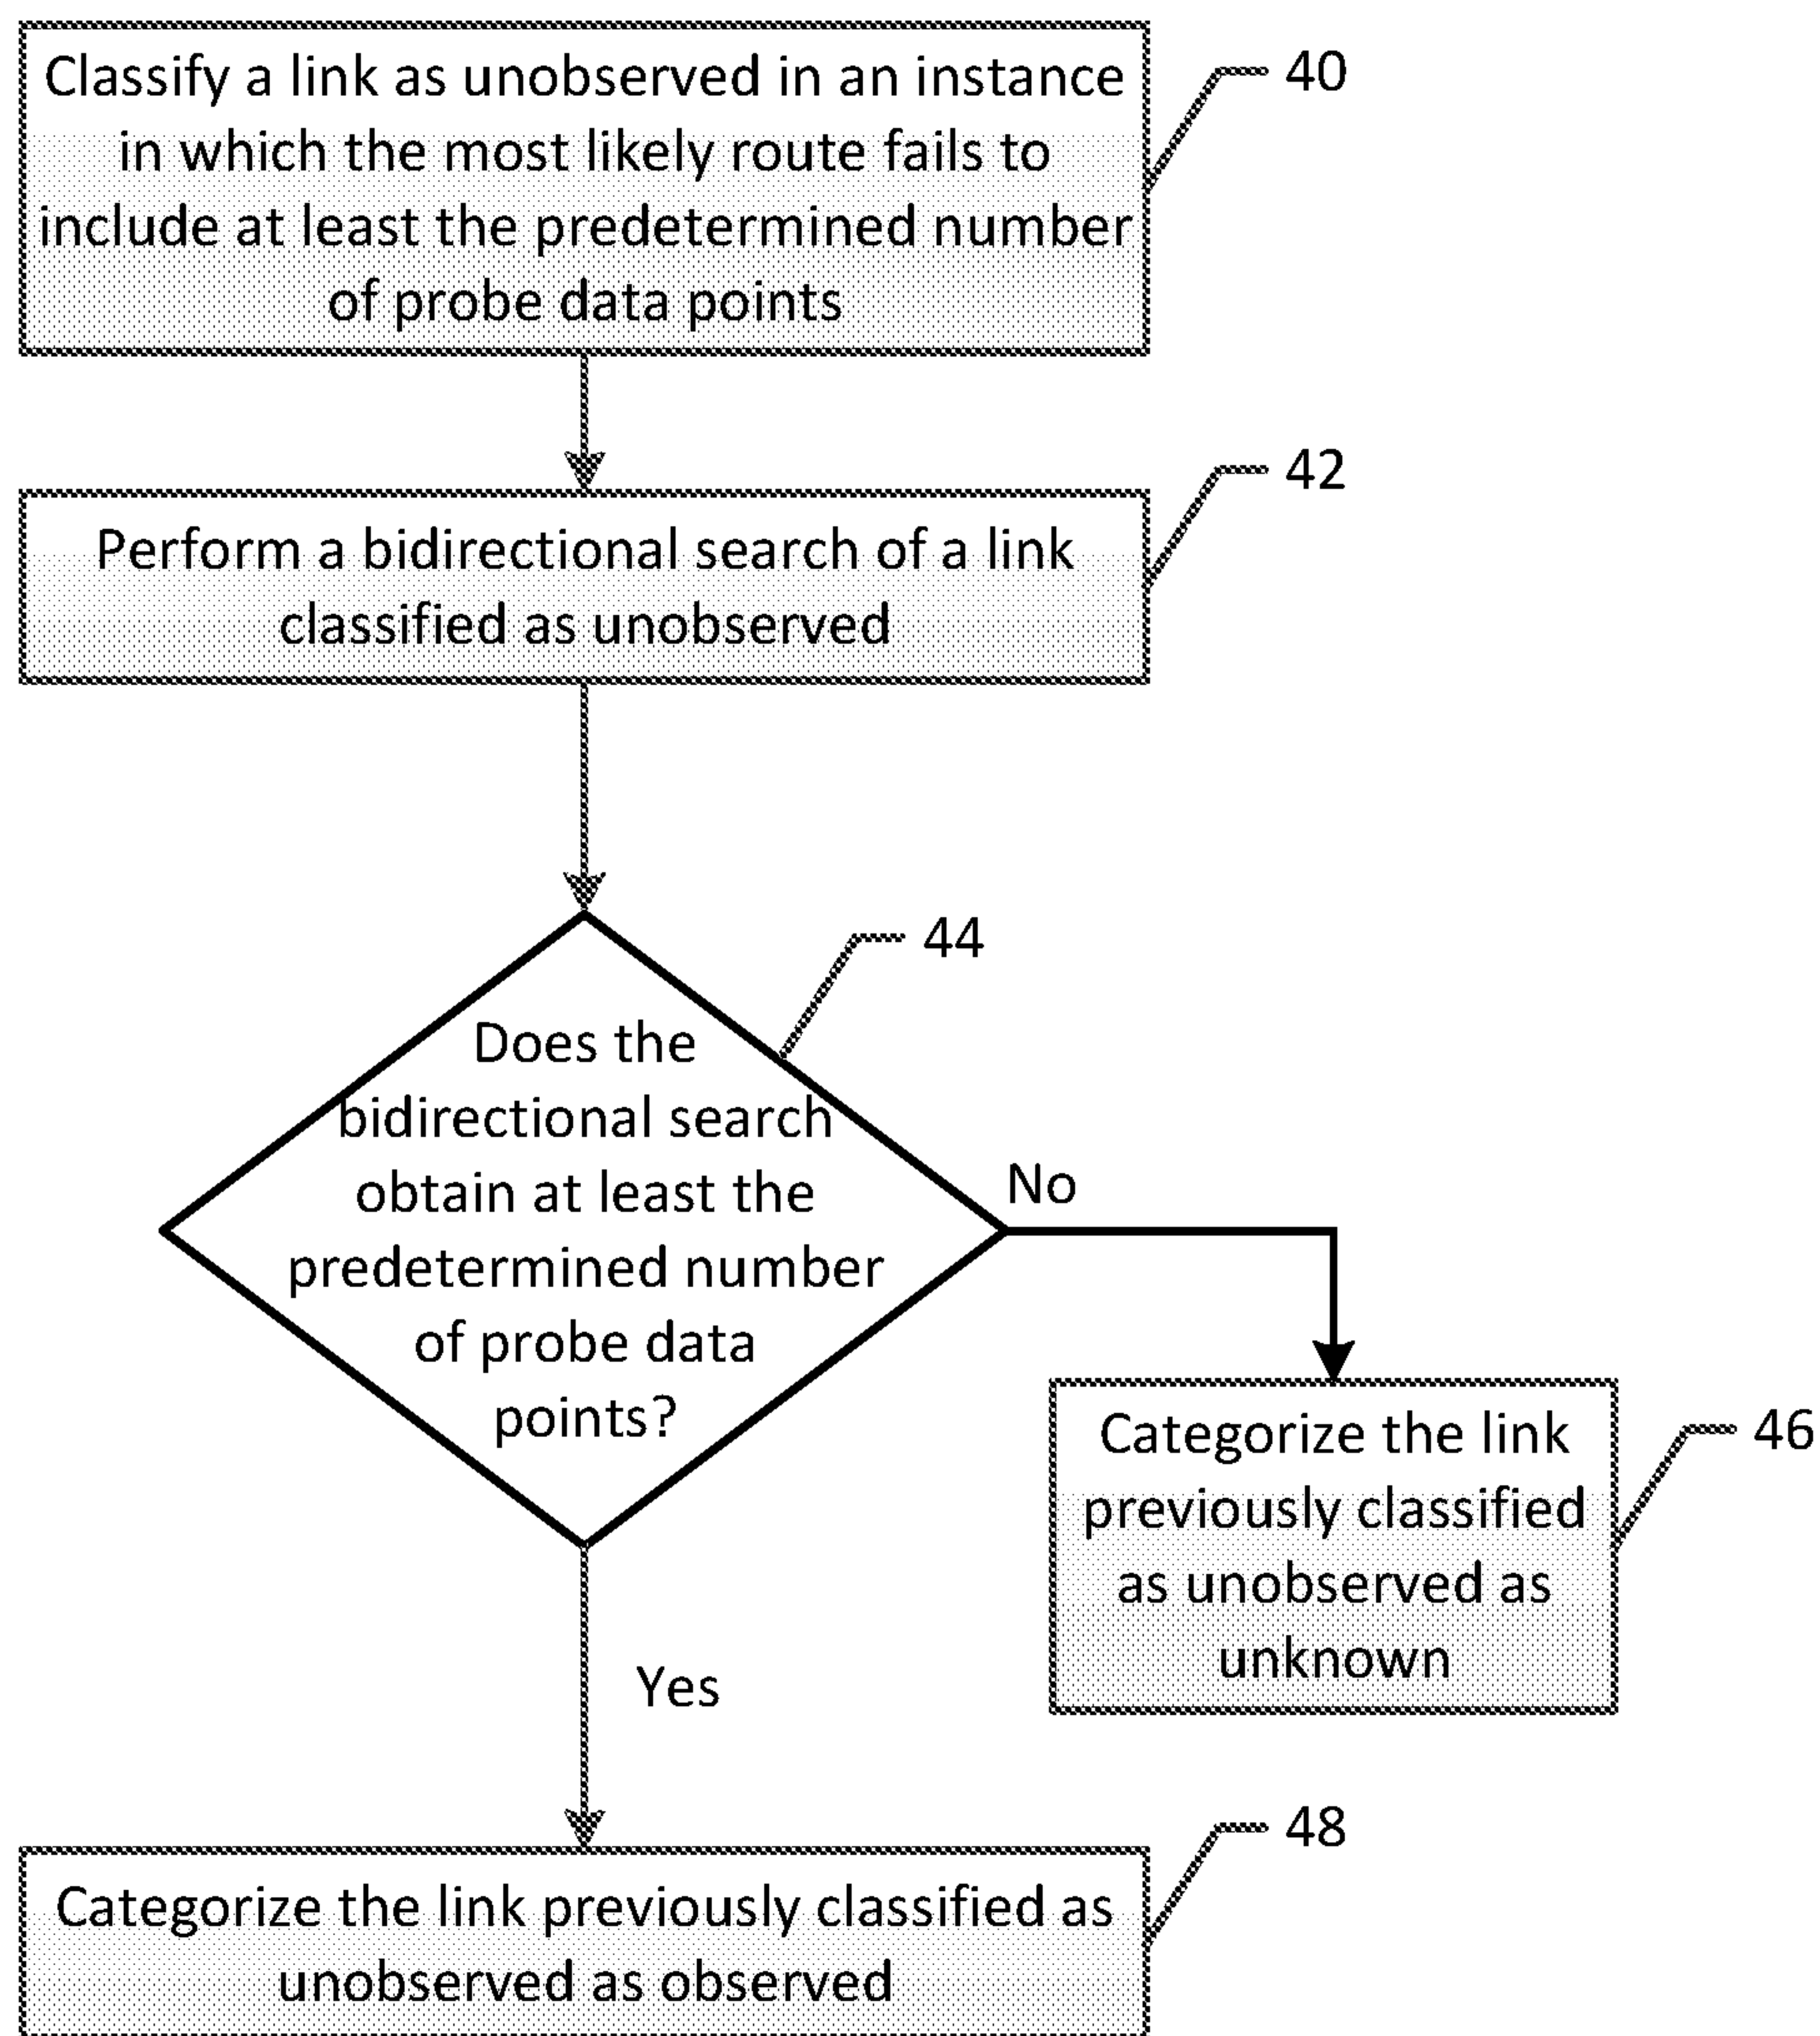 Classify a link as unobserved in an instance
in which the most likely route fails to
include at least the predetermined number
of probe data points
40
Perform a bidirectional search of a link
classified as unobserved
42
44
Does the
bidirectional search
obtain at least the
predetermined number
of probe data
points?
No
Categorize the link
previously classified
as unobserved as
unknown
46
Yes
Categorize the link previously classified as
unobserved as observed
48